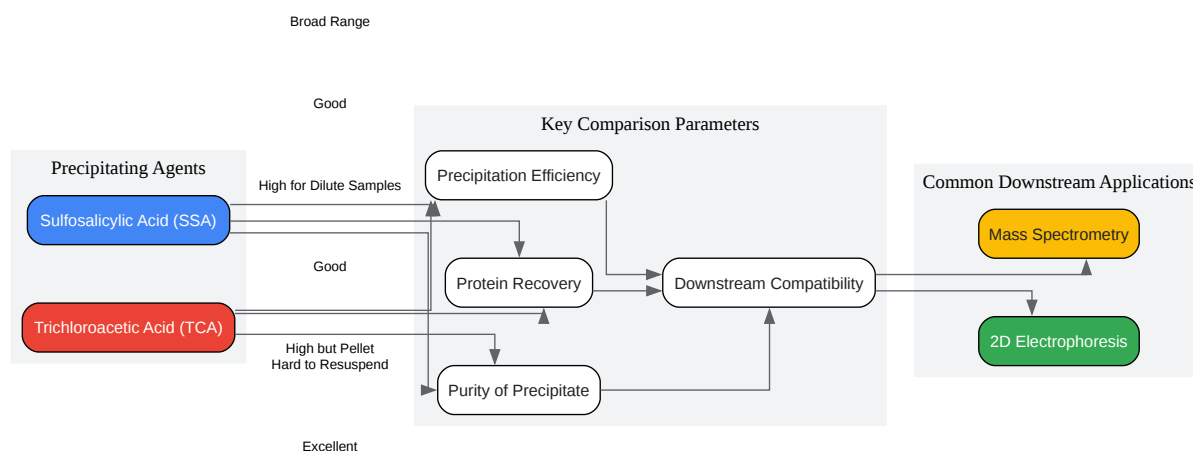 Broad Range
Good
Key Comparison Parameters
Precipitating Agents
Precipitation Efficiency
Common Downstream Applications
High for Dilute Samples
Sulfosalicylic Acid (SSA)
Mass Spectrometry
Good
Protein Recovery
Downstream Compatibility
Trichloroacetic Acid (TCA)
2D Electrophoresis
High but Pellet
Hard to Resuspend
Purity of Precipitate
Excellent